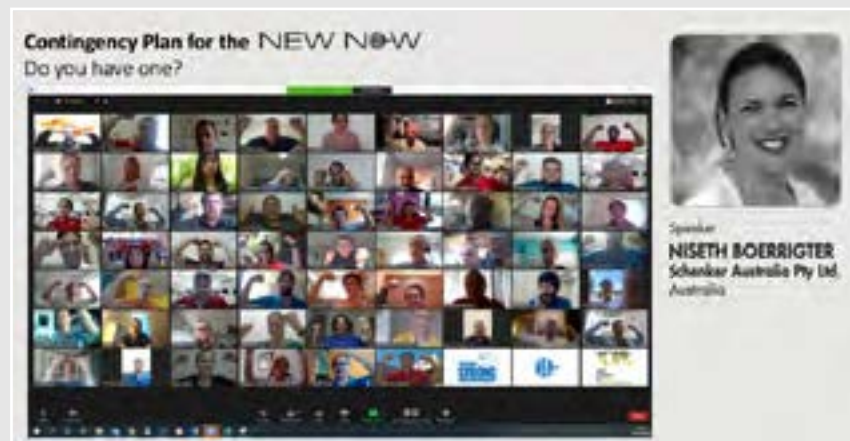 Contingency Plan for the NEW NOW
Do you have one?
Speaker
NISETH BOERRIGTER
Schenker Australia Pty Ltd.
Australia